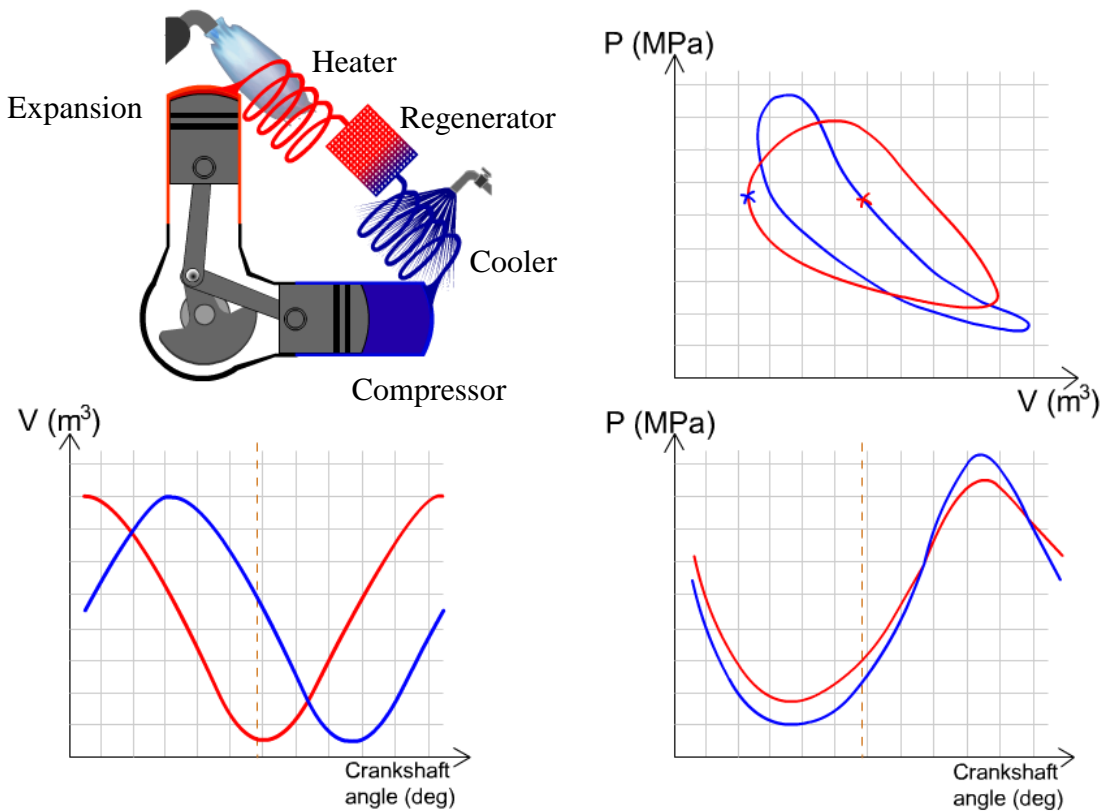 Heater
Expansion
Regenerator
Cooler
Compressor
P (MPa)
V (m³)
V (m³)
Crankshaft
angle (deg)
P (MPa)
Crankshaft
angle (deg)